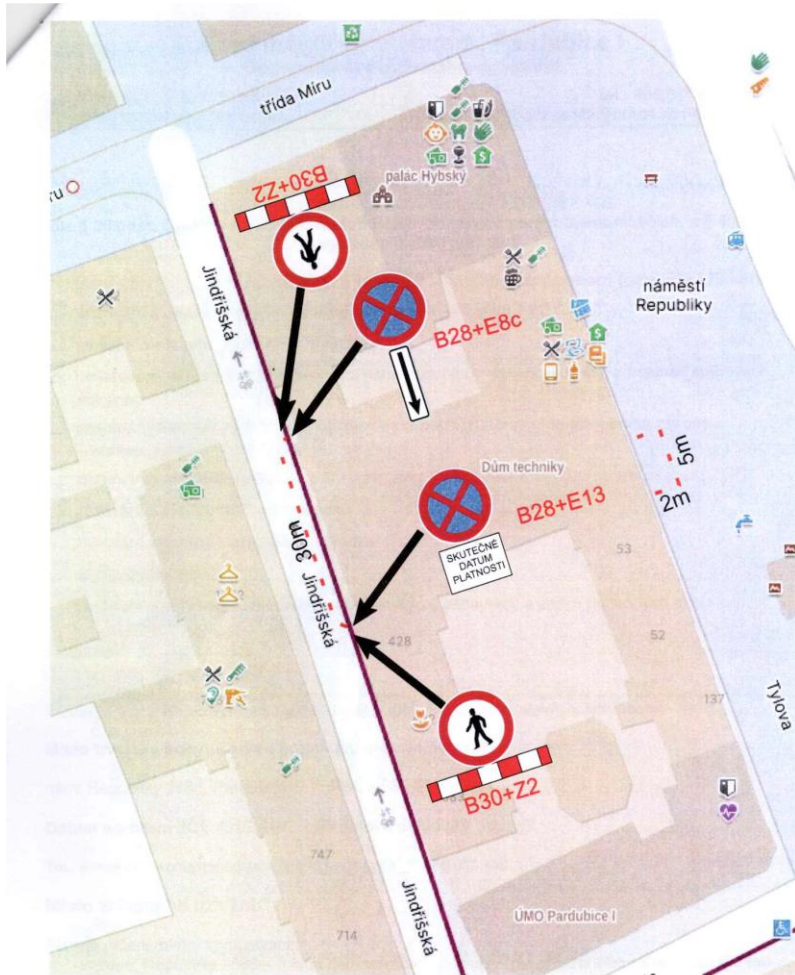 třída Míru
palác Hybský
B30+Z2
ru
Jindřišská
náměstí
Republiky
B28+E8c
Dům techniky
5m
2m
B28+E13
SKUTEČNÉ
DATUM
PLATNOSTI
30m
Jindřišská
53
428
52
137
Tylova
B30+Z2
747
714
Jindřišská
ÚMO Pardubice I